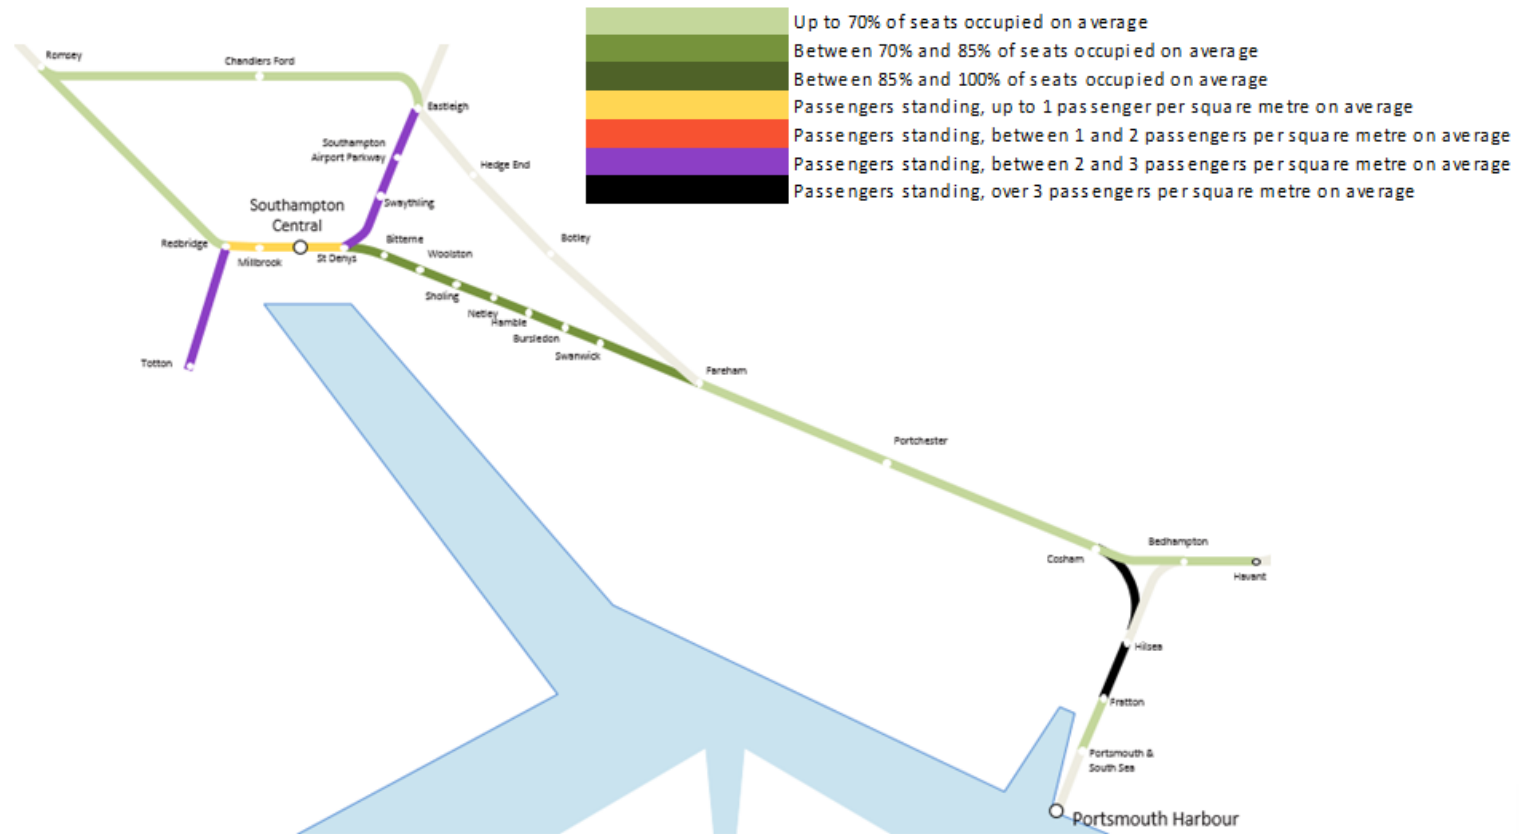 Up to 70% of seats occupied on average
Between 70% and 85% of seats occupied on average
Between 85% and 100% of seats occupied on average
Passengers standing, up to 1 passenger per square metre on average
Passengers standing, between 1 and 2 passengers per square metre on average
Passengers standing, between 2 and 3 passengers per square metre on average
Passengers standing, over 3 passengers per square metre on average
Romsey
Chandlers Ford
Eastleigh
Southampton
Airport Parkway
Hedge End
Swaythling
Southampton
Central
Redbridge
Millbrook
St Denys
Bitterne
Botley
Woolston
Sholing
Netley
Hamble
Bursledon
Swanwick
Totton
Fareham
Portchester
Cosham
Bedhampton
Havant
Hilsea
Fratton
Portsmouth &
South Sea
Portsmouth Harbour